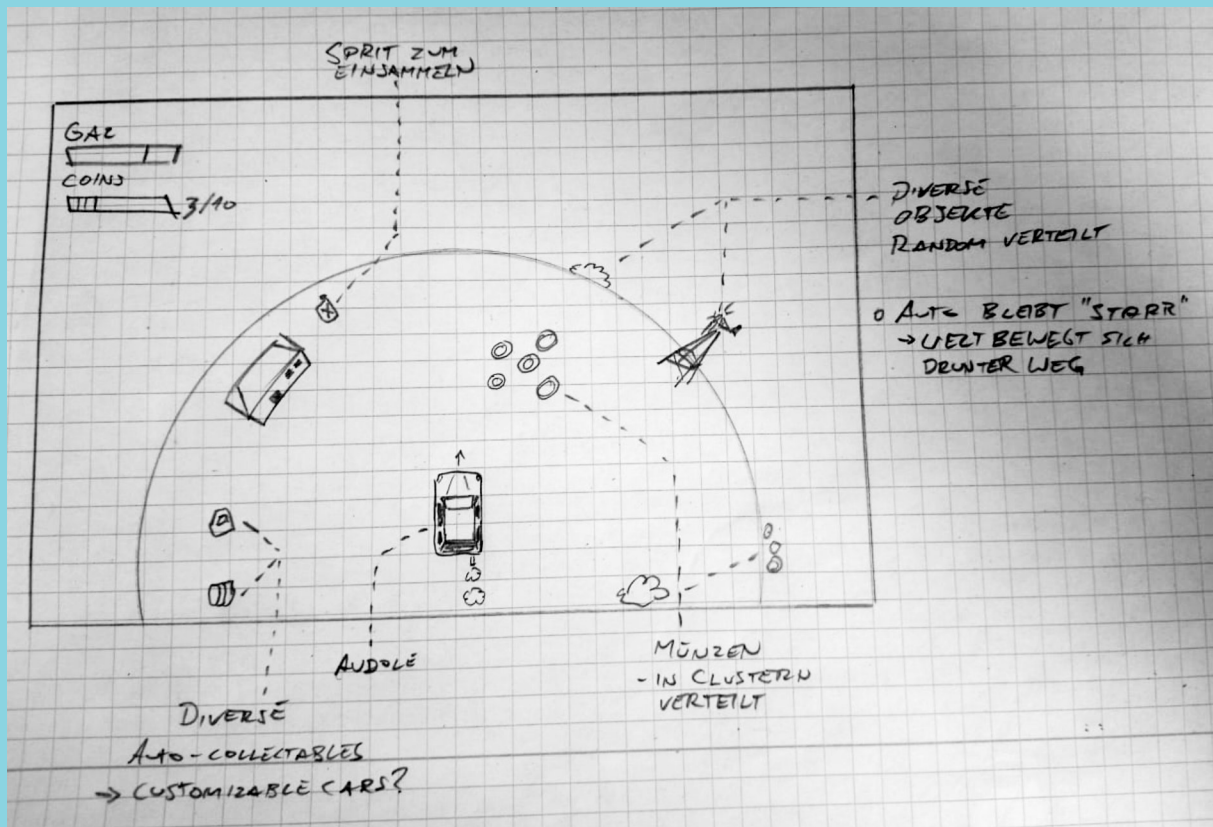 SPRIT ZUM
EINSAMMELN
GAZ
COINS
3/10
DIVERSE
OBJEKTE
RANDOM VERTEILT
o AUTO BLEIBT "STARR"
→ WELT BEWEGT SICH
DRUNTER WEG
AUDOLÉ
MÜNZEN
- IN CLUSTERN
VERTEILT
DIVERSE
AUTO-COLLECTABLES
→ CUSTOMIZABLE CARS?